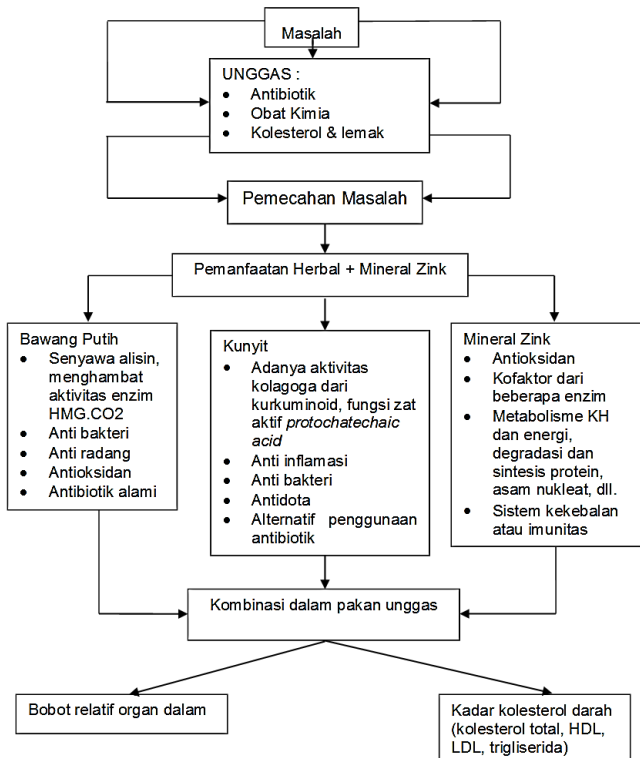 Masalah
UNGGAS :
● Antibiotik
● Obat Kimia
● Kolesterol & lemak
Pemecahan Masalah
Pemanfaatan Herbal + Mineral Zink
Bawang Putih
● Senyawa alisin,
menghambat
aktivitas enzim
HMG.CO2
● Anti bakteri
● Anti radang
● Antioksidan
● Antibiotik alami
Kunyit
● Adanya aktivitas
kolagoga dari
kurkuminoid, fungsi zat
aktif protochatechaic
acid
● Anti inflamasi
● Anti bakteri
● Antidota
● Alternatif penggunaan
antibiotik
Mineral Zink
● Antioksidan
● Kofaktor dari
beberapa enzim
● Metabolisme KH
dan energi,
degradasi dan
sintesis protein,
asam nukleat, dll.
● Sistem kekebalan
atau imunitas
Kombinasi dalam pakan unggas
Bobot relatif organ dalam
Kadar kolesterol darah
(kolesterol total, HDL,
LDL, trigliserida)